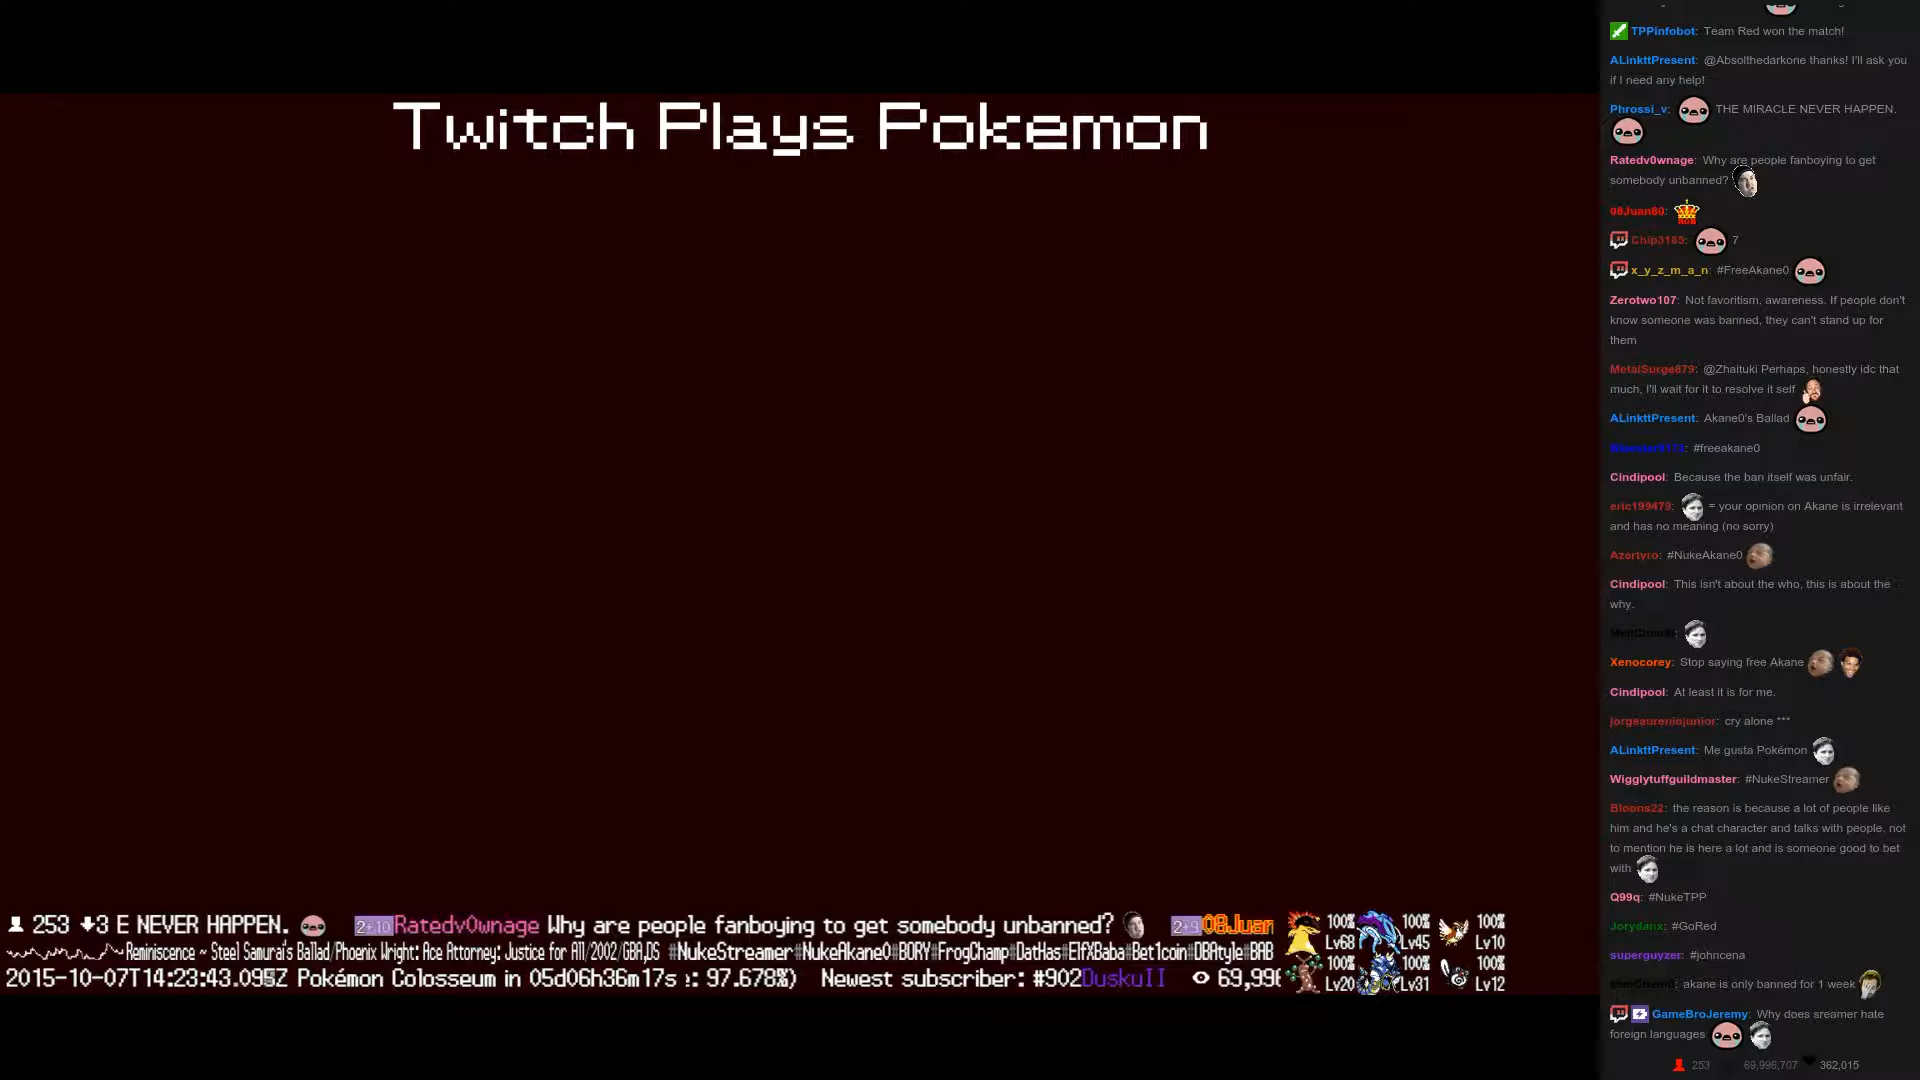 Twitch Plays Pokemon
TPPinfobot: Team Red won the match!
ALinkttPresent: @Absolthedarkone thanks! I'll ask you
if I need any help!
Phrossi_v: THE MIRACLE NEVER HAPPEN.
Ratedv0wnage: Why are people fanboying to get
somebody unbanned?
08Juan80:
Chip3165: 7
x_y_z_m_a_n: #FreeAkane0
Zerotwo107: Not favoritism, awareness. If people don't
know someone was banned, they can't stand up for
them
MetalSurge879: @Zhaituki Perhaps, honestly idc that
much, I'll wait for it to resolve it self
ALinkttPresent: Akane0's Ballad
#freeakane0
Cindipool: Because the ban itself was unfair.
eric199479: = your opinion on Akane is irrelevant
and has no meaning (no sorry)
Azertyro: #NukeAkane0
Cindipool: This isn't about the who, this is about the
why.
Xenocorey: Stop saying free Akane
Cindipool: At least it is for me.
jorgeaureniojunior: cry alone ***
ALinkttPresent: Me gusta Pokémon
Wigglytuffguildmaster: #NukeStreamer
Bloons22: the reason is because a lot of people like
him and he's a chat character and talks with people. not
to mention he is here a lot and is someone good to bet
with
Q99q: #NukeTPP
Jorydanx: #GoRed
superguyzer: #johncena
akane is only banned for 1 week
GameBroJeremy: Why does sreamer hate
foreign languages
253 69,996,707 362,015
253 3 E NEVER HAPPEN. 2+10 Ratedv0wnage Why are people fanboying to get somebody unbanned? 2+9 08Juan
Reminiscence ~ Steel Samurai's Ballad/Phoenix Wright: Ace Attorney: Justice for All/2002/GBA,DS #NukeStreamer#NukeAkane0#BORY#FrogChamp#DatHas#ElfXBaba#Bet1coin#DBAtyle#BAB
2015-10-07T14:23:43.095Z Pokémon Colosseum in 05d06h36m17s : 97.678%) Newest subscriber: #902 DuskuII 69,996
100% 100% 100%
Lv68 Lv45 Lv10
100% 100% 100%
Lv20 Lv31 Lv12